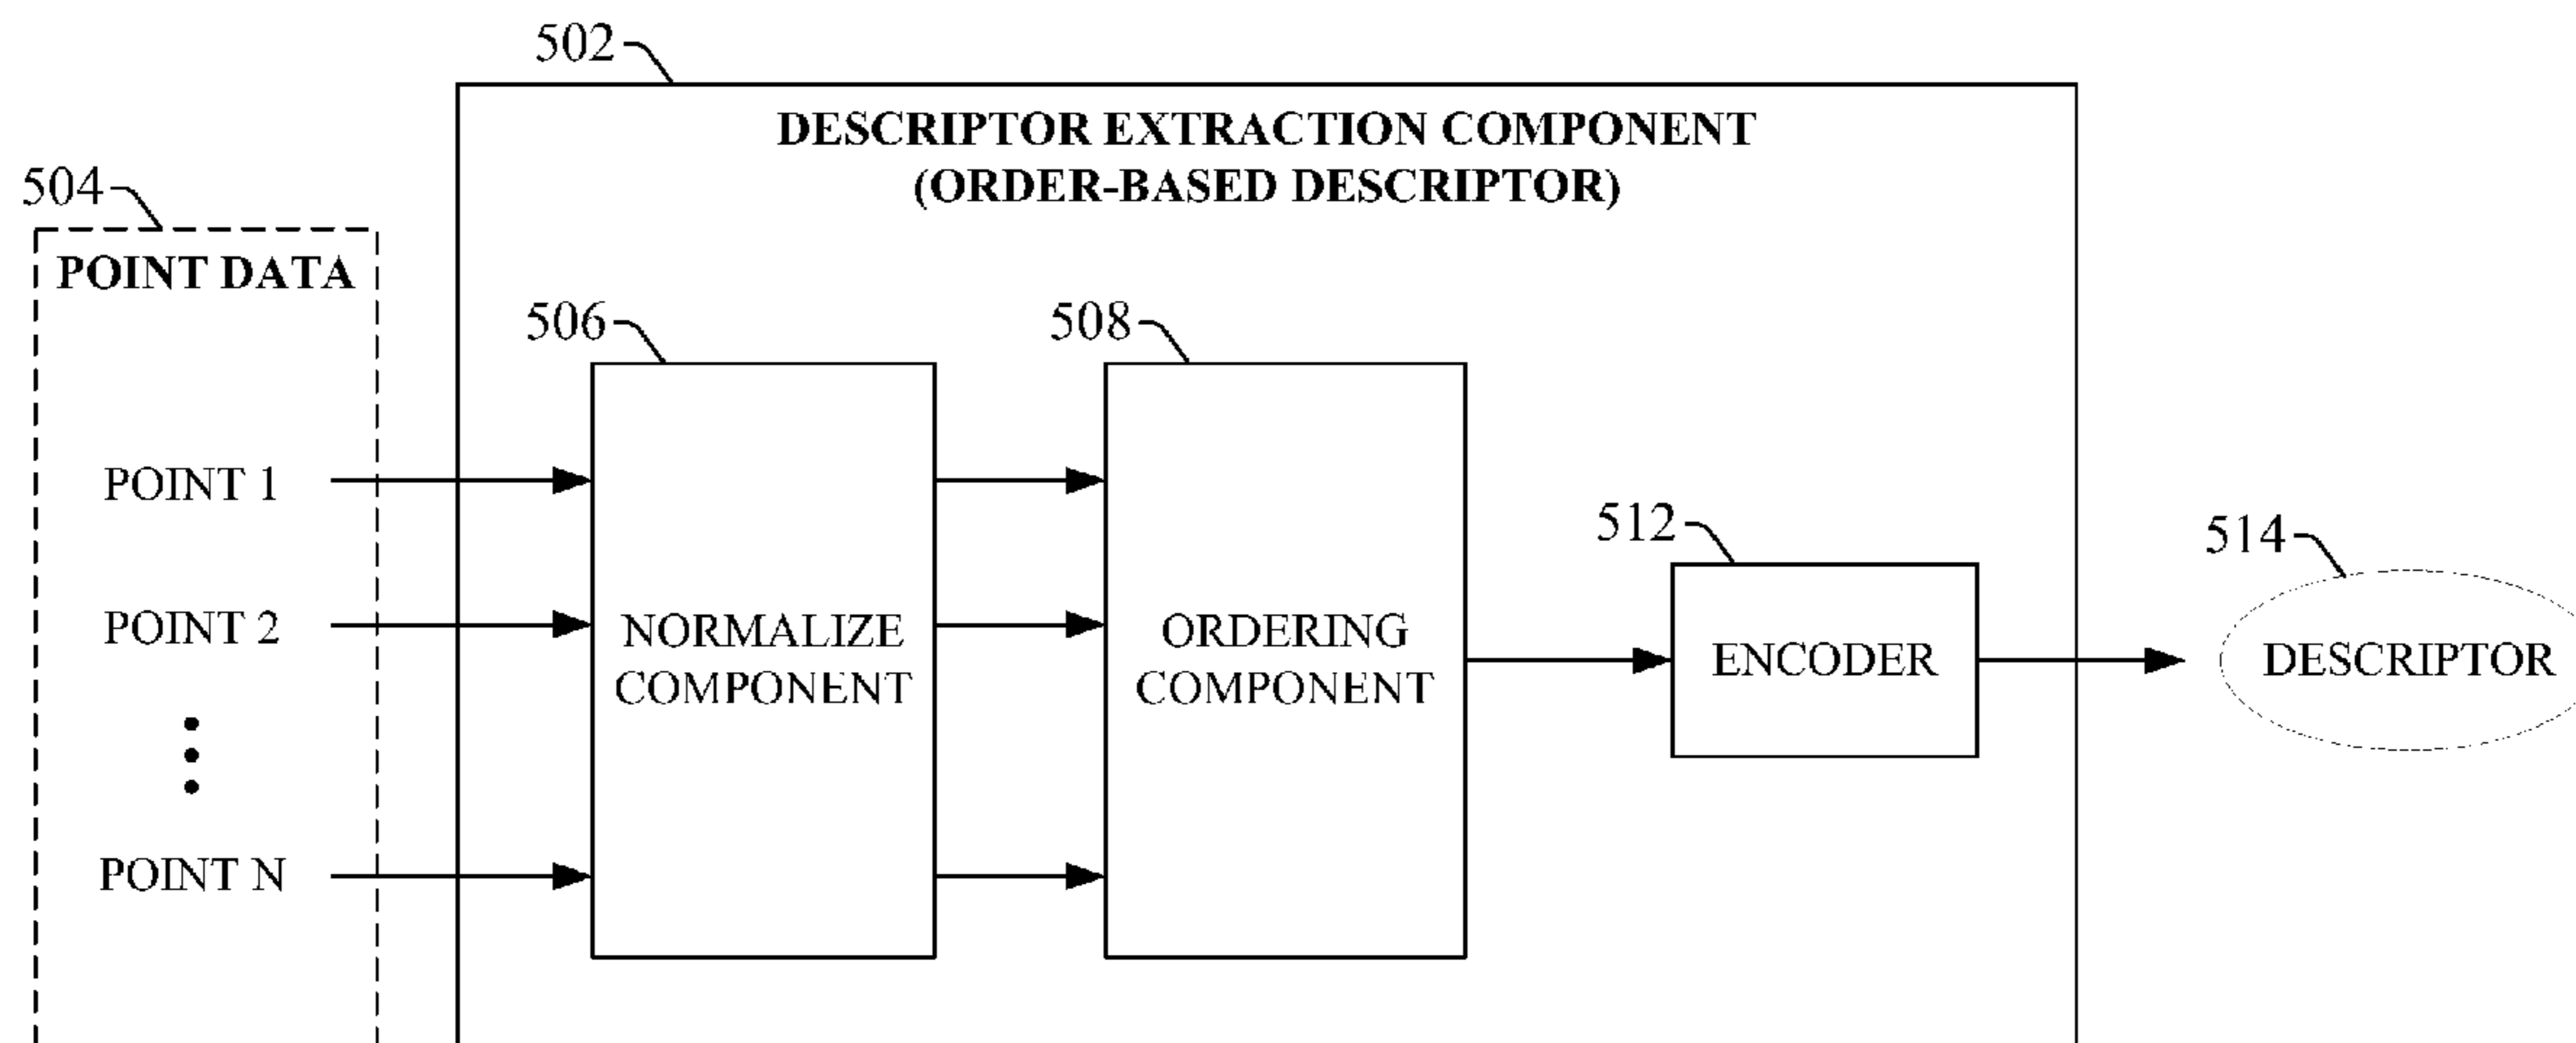 502
DESCRIPTOR EXTRACTION COMPONENT
(ORDER-BASED DESCRIPTOR)
504
POINT DATA
506
508
POINT 1
512
514
POINT 2
NORMALIZE
COMPONENT
ORDERING
COMPONENT
ENCODER
DESCRIPTOR
POINT N